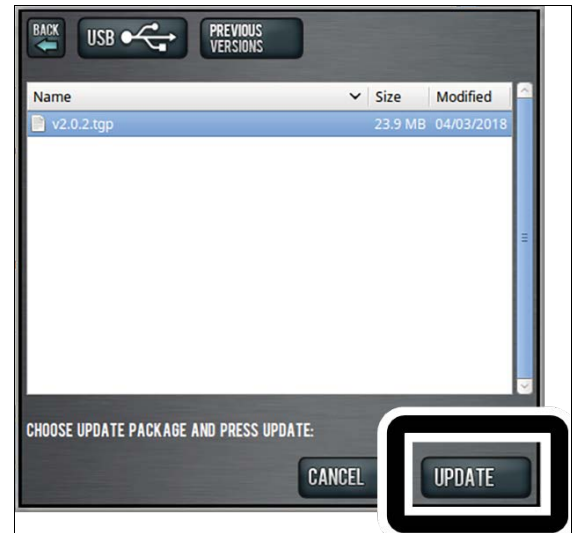 BACK USB PREVIOUS VERSIONS
Name Size Modified
v2.0.2.tgp 23.9 MB 04/03/2018
CHOOSE UPDATE PACKAGE AND PRESS UPDATE:
CANCEL UPDATE